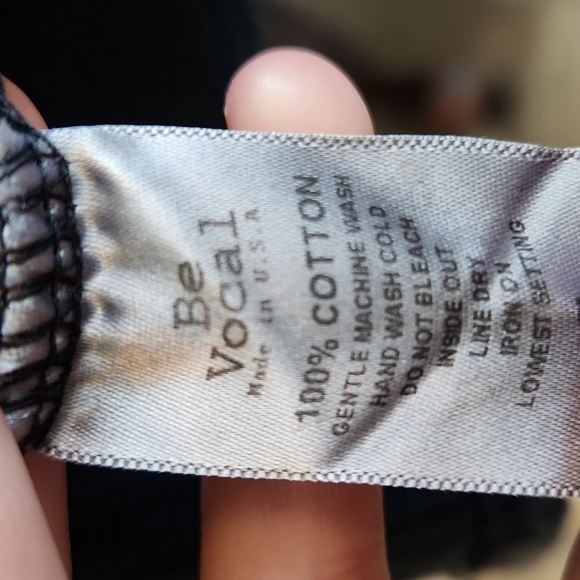 Be
Vocal
Made in U.S.A
100% COTTON
GENTLE MACHINE WASH
HAND WASH COLD
DO NOT BLEACH
INSIDE OUT
LINE DRY
IRON ON
LOWEST SETTING